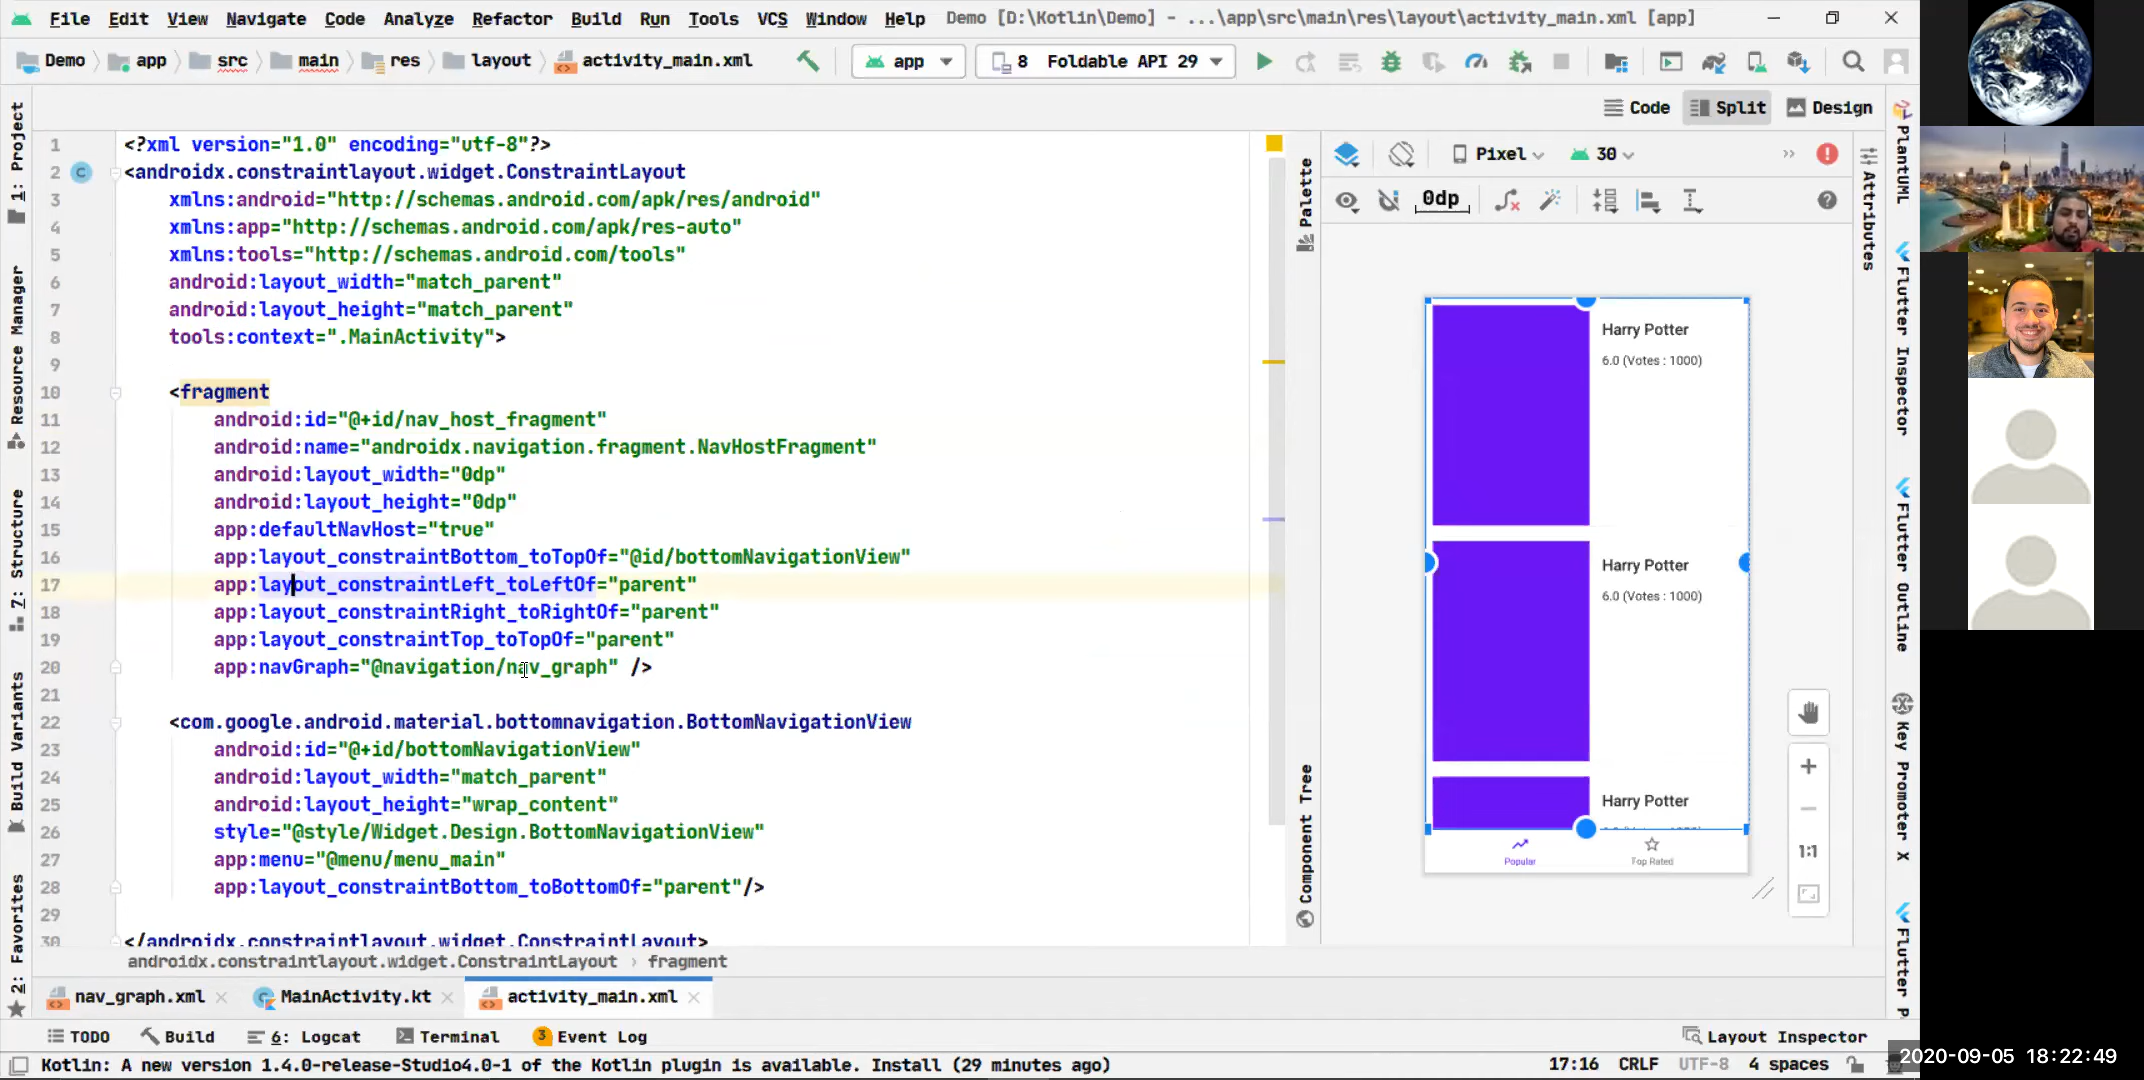 File Edit View Navigate Code Analyze Refactor Build Run Tools VCS Window Help Demo [D:\Kotlin\Demo] - ...\app\src\main\res\layout\activity_main.xml [app]
Demo app src main res layout activity_main.xml app 8 Foldable API 29
Code Split Design
1 <?xml version="1.0" encoding="utf-8"?>
2 <androidx.constraintlayout.widget.ConstraintLayout
3 xmlns:android="http://schemas.android.com/apk/res/android"
4 xmlns:app="http://schemas.android.com/apk/res-auto"
5 xmlns:tools="http://schemas.android.com/tools"
6 android:layout_width="match_parent"
7 android:layout_height="match_parent"
8 tools:context=".MainActivity">
9
10 <fragment
11 android:id="@+id/nav_host_fragment"
12 android:name="androidx.navigation.fragment.NavHostFragment"
13 android:layout_width="0dp"
14 android:layout_height="0dp"
15 app:defaultNavHost="true"
16 app:layout_constraintBottom_toTopOf="@id/bottomNavigationView"
17 app:layout_constraintLeft_toLeftOf="parent"
18 app:layout_constraintRight_toRightOf="parent"
19 app:layout_constraintTop_toTopOf="parent"
20 app:navGraph="@navigation/nav_graph" />
21
22 <com.google.android.material.bottomnavigation.BottomNavigationView
23 android:id="@+id/bottomNavigationView"
24 android:layout_width="match_parent"
25 android:layout_height="wrap_content"
26 style="@style/Widget.Design.BottomNavigationView"
27 app:menu="@menu/menu_main"
28 app:layout_constraintBottom_toBottomOf="parent"/>
29
30 </androidx.constraintlayout.widget.ConstraintLayout>
androidx.constraintlayout.widget.ConstraintLayout › fragment
1: Project
Resource Manager
7: Structure
Build Variants
2: Favorites
Palette
Component Tree
Pixel 30
0dp
Harry Potter
6.0 (Votes : 1000)
Harry Potter
6.0 (Votes : 1000)
Harry Potter
Popular
Top Rated
1:1
Attributes
PlantUML
Flutter Inspector
Flutter Outline
Key Promoter X
Flutter P
nav_graph.xml MainActivity.kt activity_main.xml
TODO Build 6: Logcat Terminal 3 Event Log Layout Inspector
Kotlin: A new version 1.4.0-release-Studio4.0-1 of the Kotlin plugin is available. Install (29 minutes ago) 17:16 CRLF UTF-8 4 spaces
2020-09-05 18:22:49